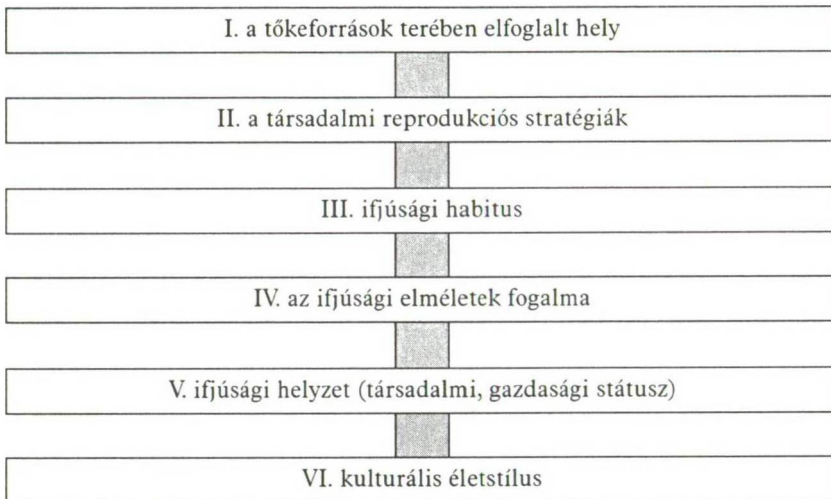 I. a tőkeforrások terében elfoglalt hely
II. a társadalmi reprodukciós stratégiák
III. ifjúsági habitus
IV. az ifjúsági elméletek fogalma
V. ifjúsági helyzet (társadalmi, gazdasági státusz)
VI. kulturális életstílus